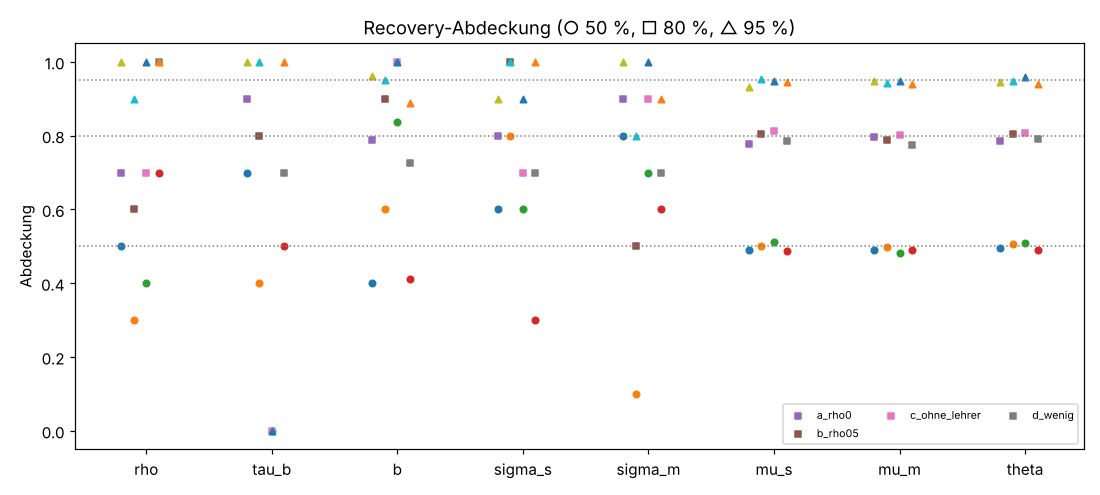 Recovery-Abdeckung (○ 50 %, □ 80 %, △ 95 %)
Abdeckung
1.0
0.8
0.6
0.4
0.2
0.0
rho tau_b b sigma_s sigma_m mu_s mu_m theta
a_rho0 c_ohne_lehrer d_wenig
b_rho05